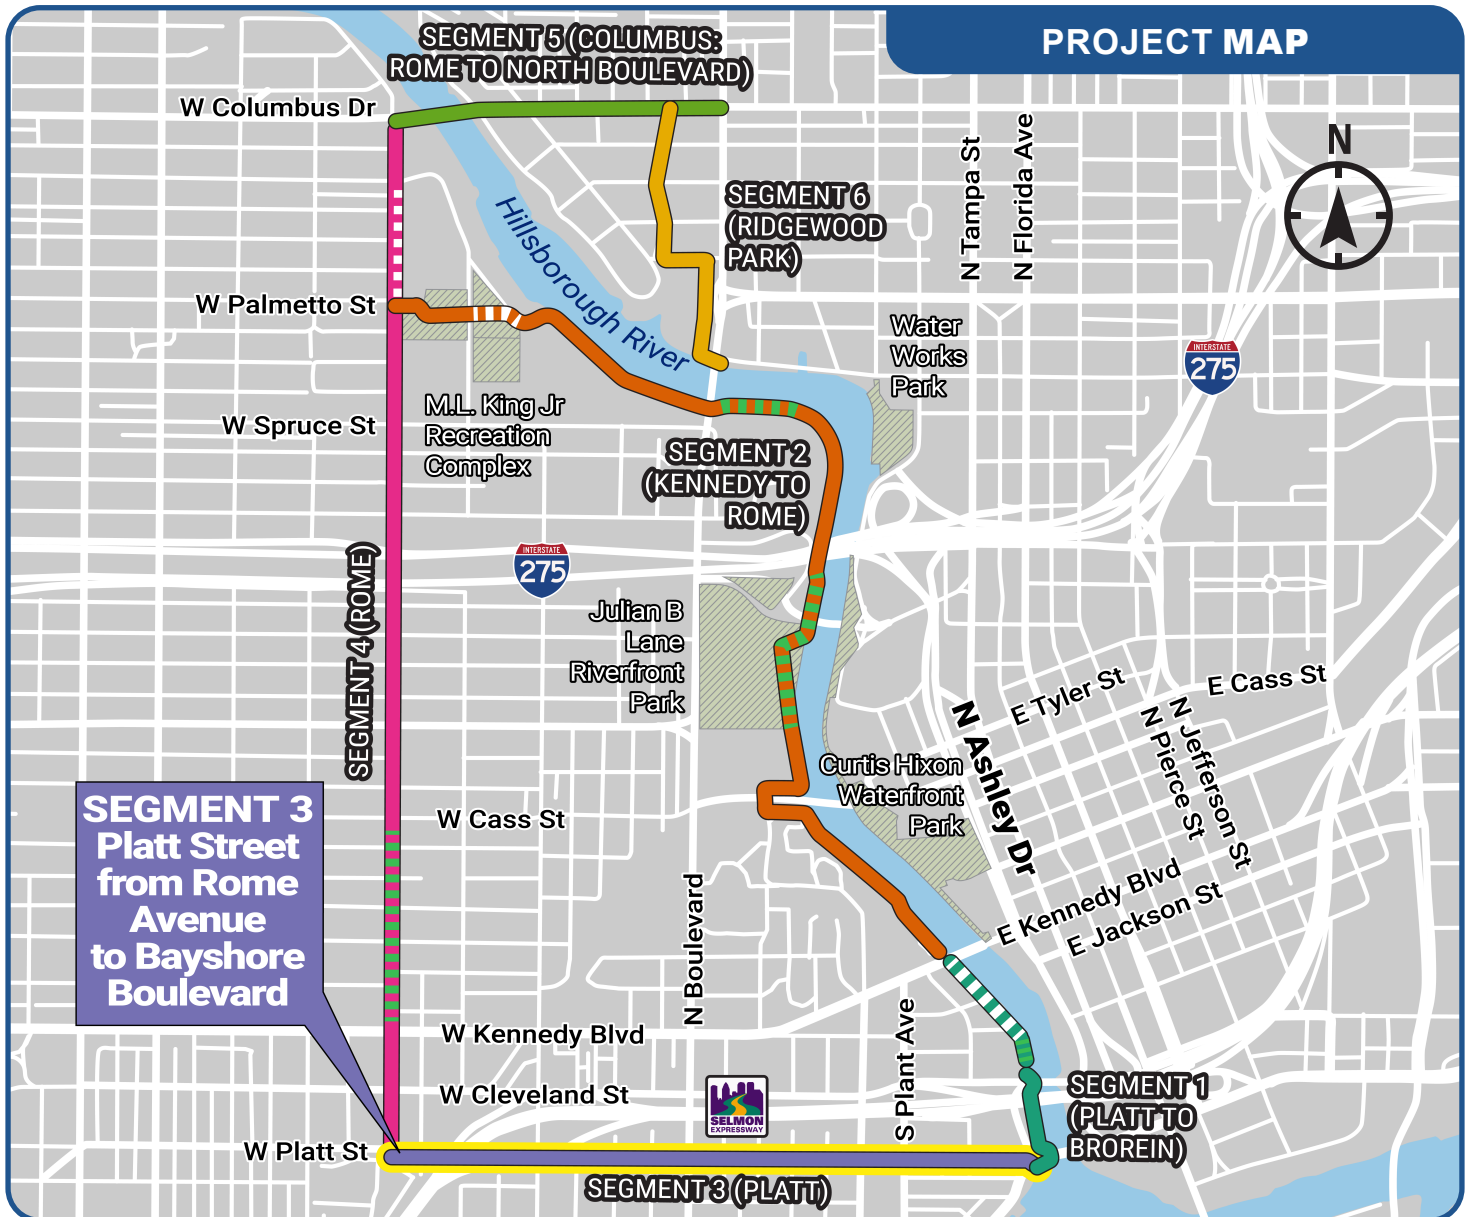 PROJECT MAP
SEGMENT 5 (COLUMBUS:
ROME TO NORTH BOULEVARD)
W Columbus Dr
N Tampa St
N Florida Ave
N
SEGMENT 6
(RIDGEWOOD
PARK)
Hillsborough River
W Palmetto St
Water
Works
Park
INTERSTATE
275
M.L. King Jr
Recreation
Complex
W Spruce St
SEGMENT 2
(KENNEDY TO
ROME)
INTERSTATE
275
SEGMENT 4 (ROME)
Julian B
Lane
Riverfront
Park
E Tyler St
E Cass St
N Ashley Dr
N Pierce St
N Jefferson St
Curtis Hixon
Waterfront
Park
SEGMENT 3
Platt Street
from Rome
Avenue
to Bayshore
Boulevard
W Cass St
N Boulevard
E Kennedy Blvd
E Jackson St
W Kennedy Blvd
S Plant Ave
W Cleveland St
SELMON
EXPRESSWAY
SEGMENT 1
(PLATT TO
BROREIN)
W Platt St
SEGMENT 3 (PLATT)